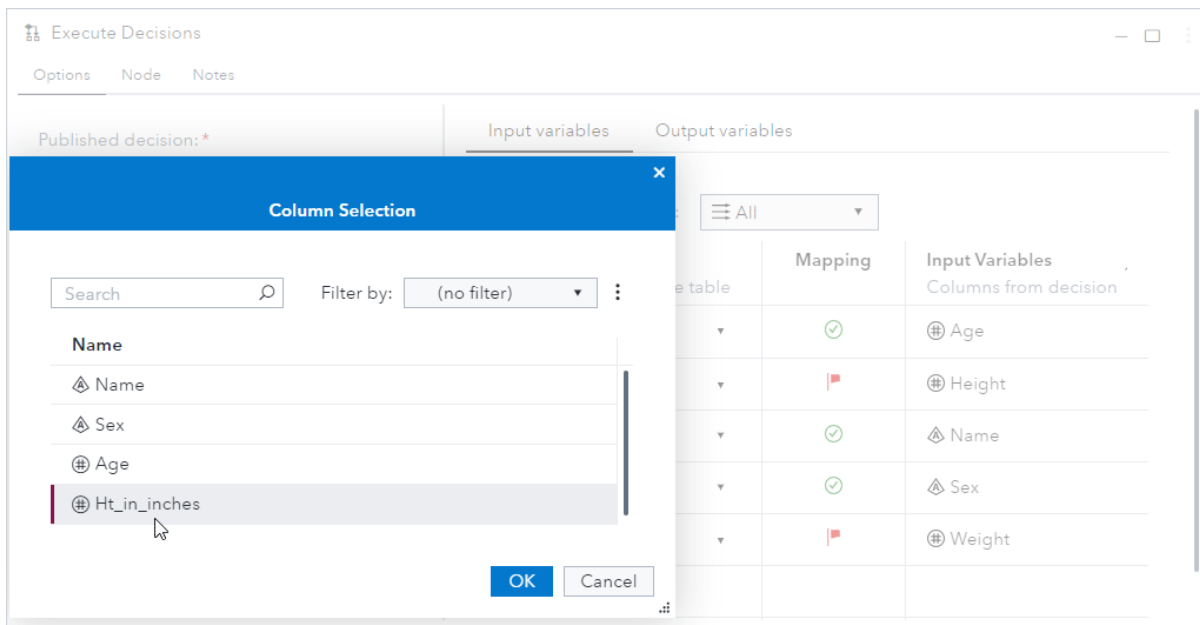 Execute Decisions
Options Node Notes
Published decision: *
Input variables Output variables
Column Selection
: All
Search Filter by: (no filter)
Mapping Input Variables
e table Columns from decision
Name
Name
Sex
Age
Ht_in_inches
Age
Height
Name
Sex
Weight
OK Cancel